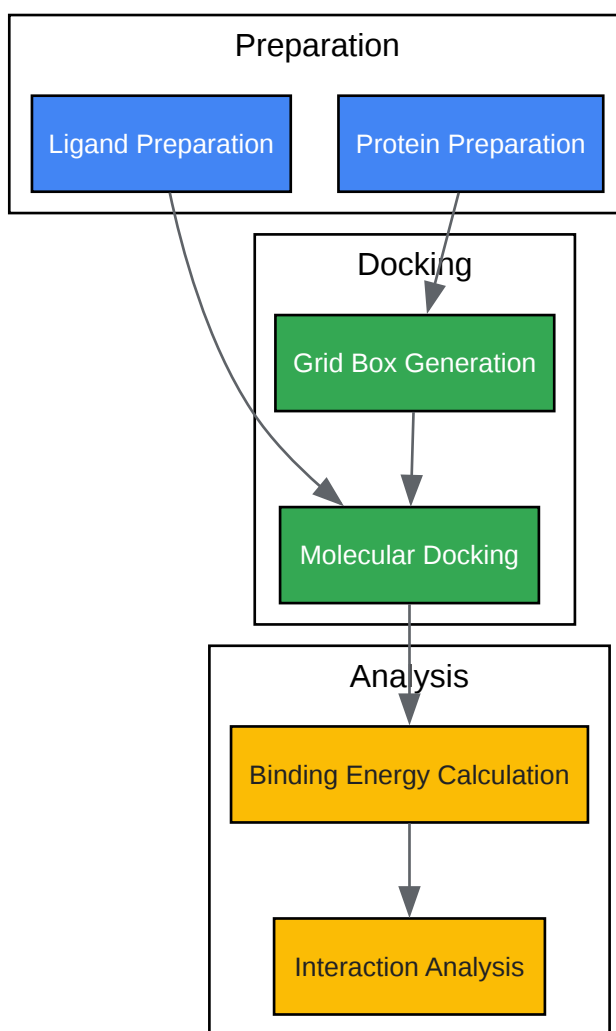 Preparation
Ligand Preparation
Protein Preparation
Docking
Grid Box Generation
Molecular Docking
Analysis
Binding Energy Calculation
Interaction Analysis